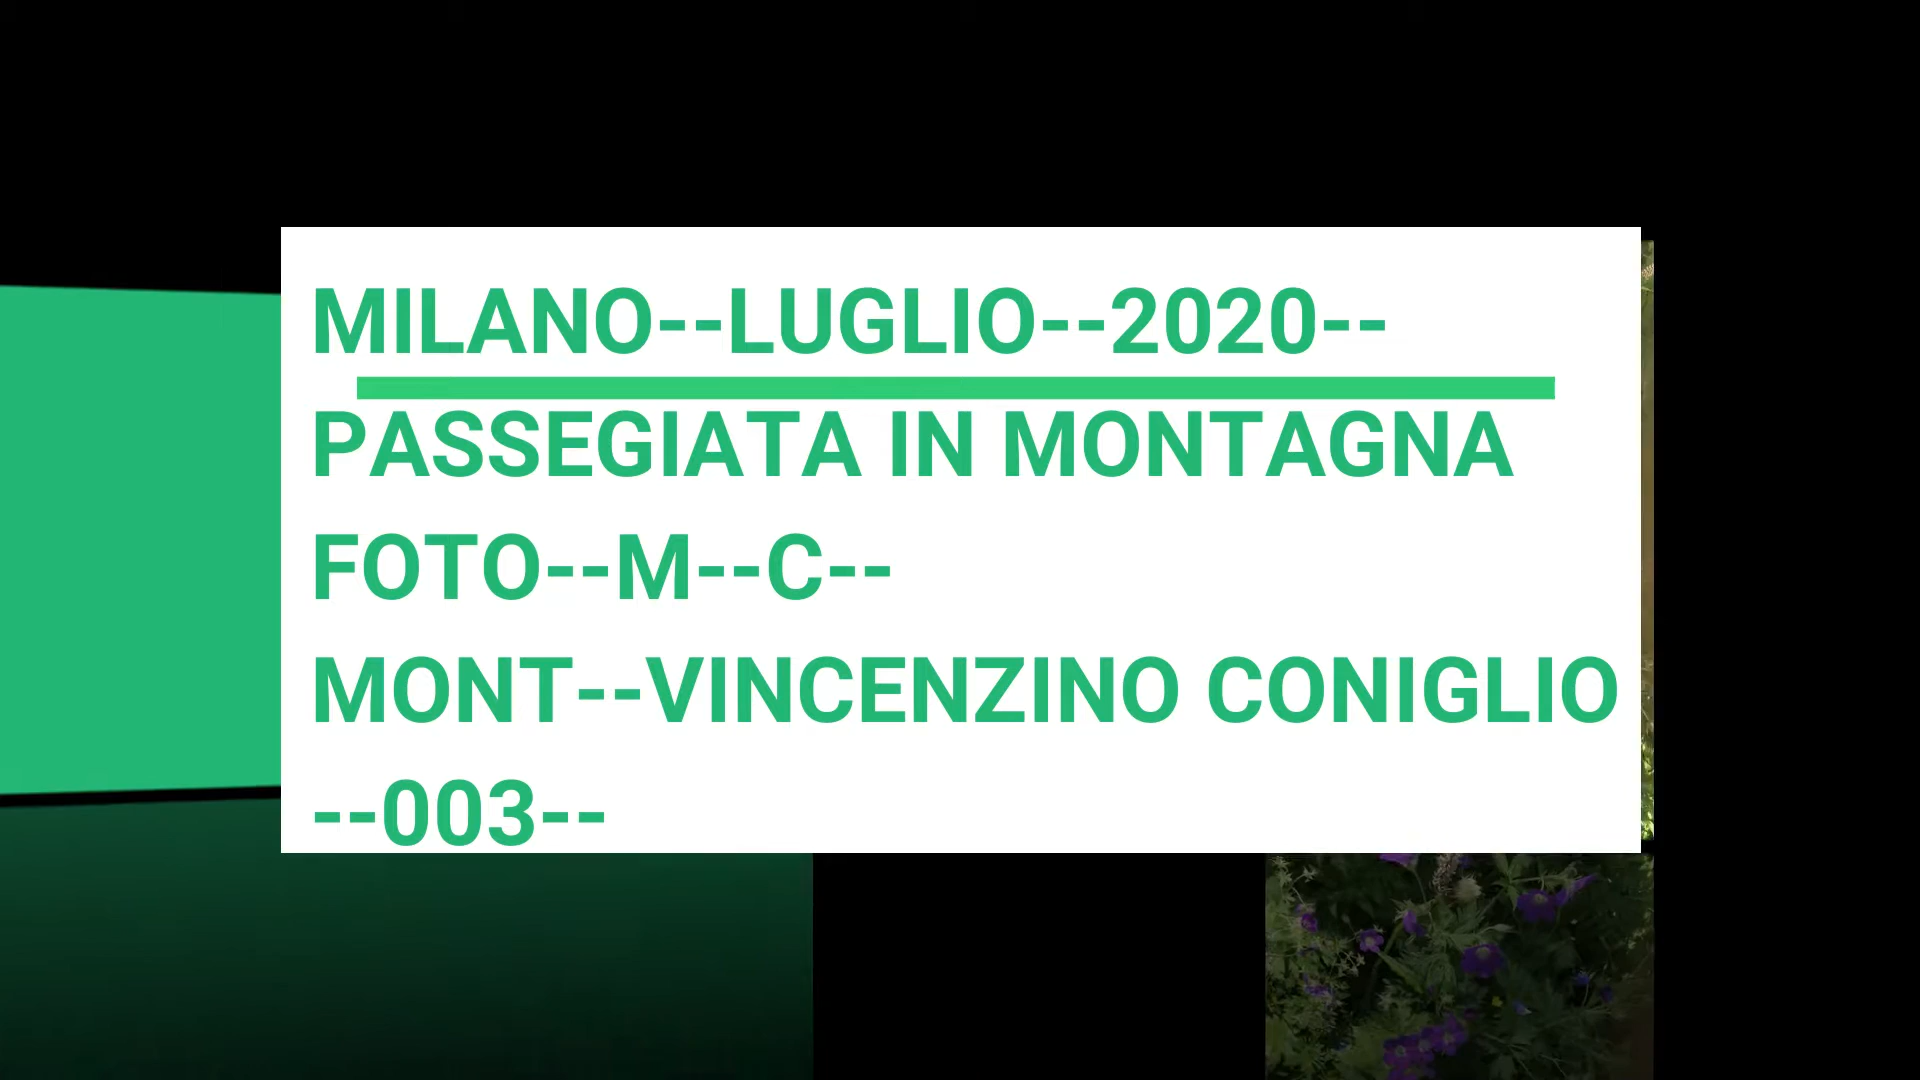 MILANO--LUGLIO--2020--
PASSEGIATA IN MONTAGNA
FOTO--M--C--
MONT--VINCENZINO CONIGLIO
--003--